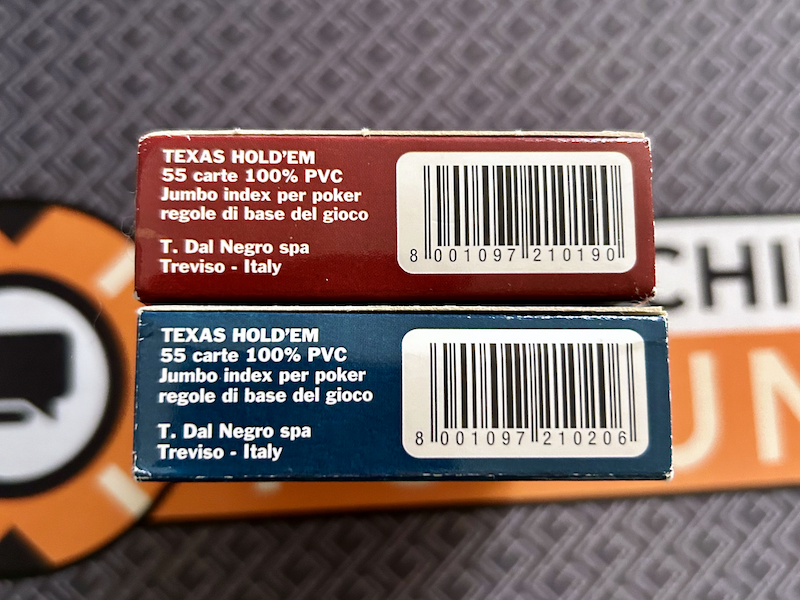 TEXAS HOLD'EM
55 carte 100% PVC
Jumbo index per poker
regole di base del gioco
T. Dal Negro spa
Treviso - Italy
8 001097 210190
TEXAS HOLD'EM
55 carte 100% PVC
Jumbo index per poker
regole di base del gioco
T. Dal Negro spa
Treviso - Italy
8 001097 210206
CHI
UN